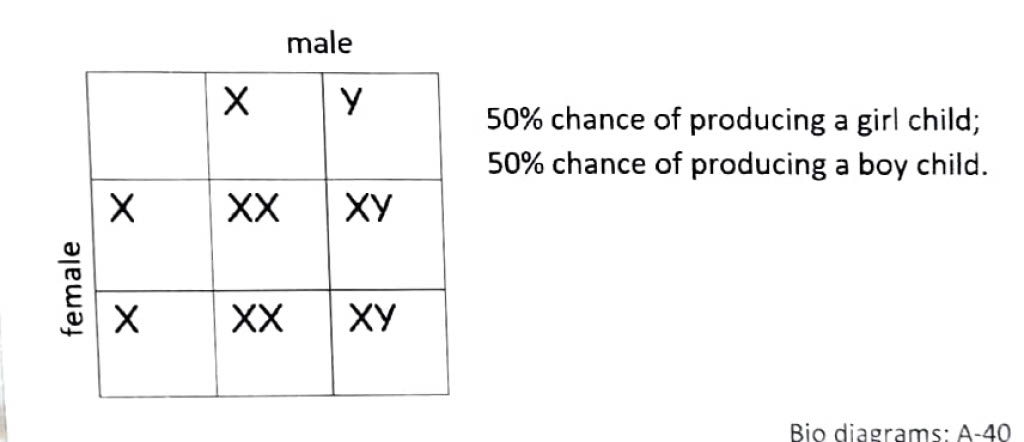 male
X Y
50% chance of producing a girl child;
50% chance of producing a boy child.
X XX XY
female
X XX XY
Bio diagrams: A-40